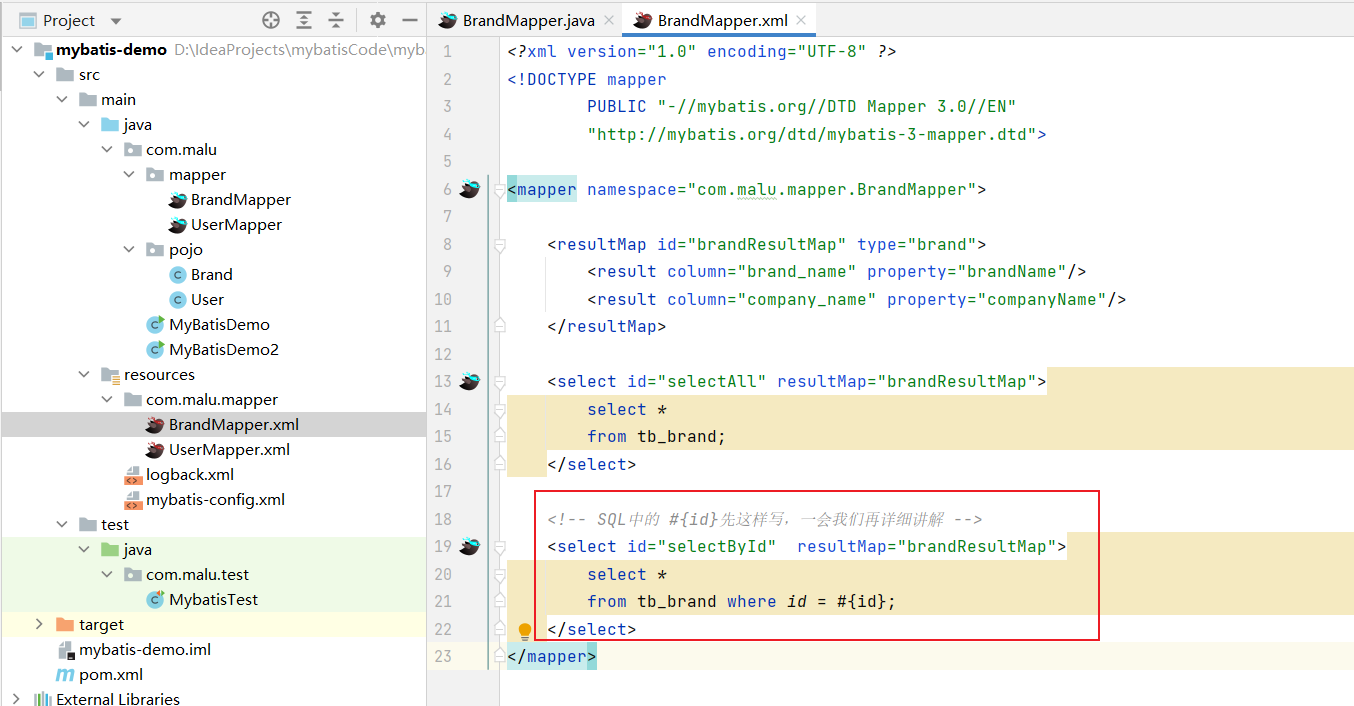 Project
mybatis-demo D:\IdeaProjects\mybatisCode\myb
src
main
java
com.malu
mapper
BrandMapper
UserMapper
pojo
Brand
User
MyBatisDemo
MyBatisDemo2
resources
com.malu.mapper
BrandMapper.xml
UserMapper.xml
logback.xml
mybatis-config.xml
test
java
com.malu.test
MybatisTest
target
mybatis-demo.iml
pom.xml
External Libraries
BrandMapper.java BrandMapper.xml
1 <?xml version="1.0" encoding="UTF-8" ?>
2 <!DOCTYPE mapper
3 PUBLIC "-//mybatis.org//DTD Mapper 3.0//EN"
4 "http://mybatis.org/dtd/mybatis-3-mapper.dtd">
5
6 <mapper namespace="com.malu.mapper.BrandMapper">
7
8 <resultMap id="brandResultMap" type="brand">
9 <result column="brand_name" property="brandName"/>
10 <result column="company_name" property="companyName"/>
11 </resultMap>
12
13 <select id="selectAll" resultMap="brandResultMap">
14 select *
15 from tb_brand;
16 </select>
17
18 <!-- SQL中的 #{id}先这样写，一会我们再详细讲解 -->
19 <select id="selectById"  resultMap="brandResultMap">
20 select *
21 from tb_brand where id = #{id};
22 </select>
23 </mapper>